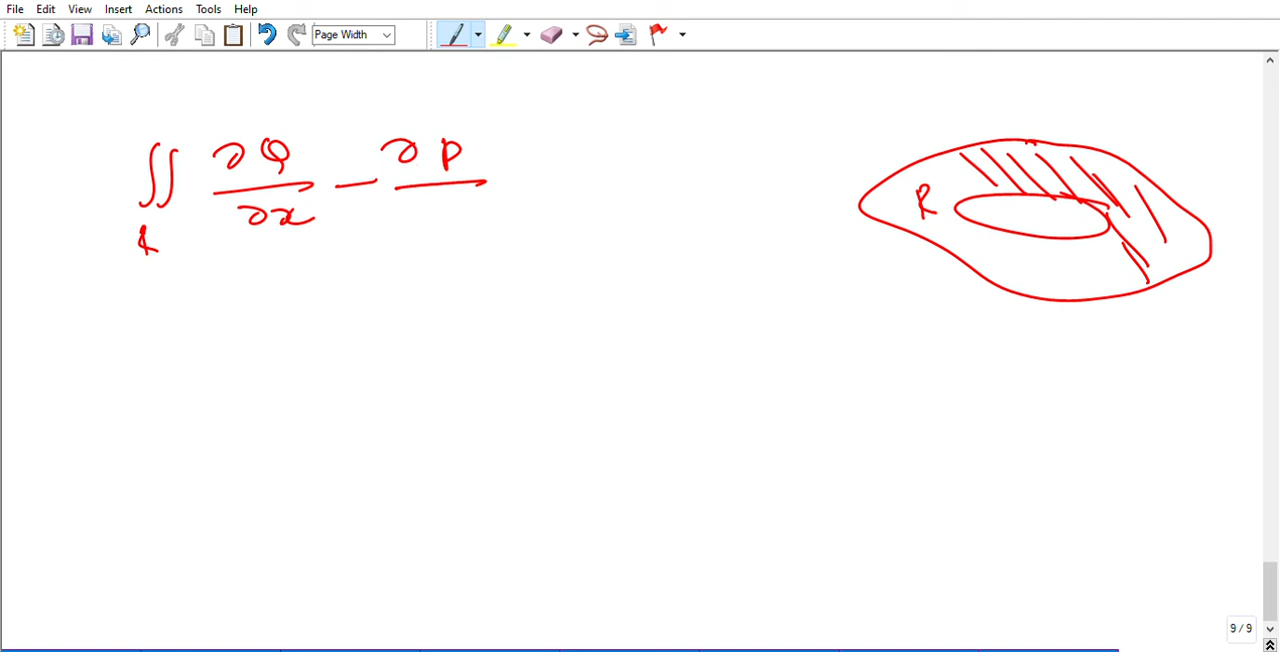 File Edit View Insert Actions Tools Help
Page Width
∬ ∂Q/∂x − ∂P/
R
R
9 / 9